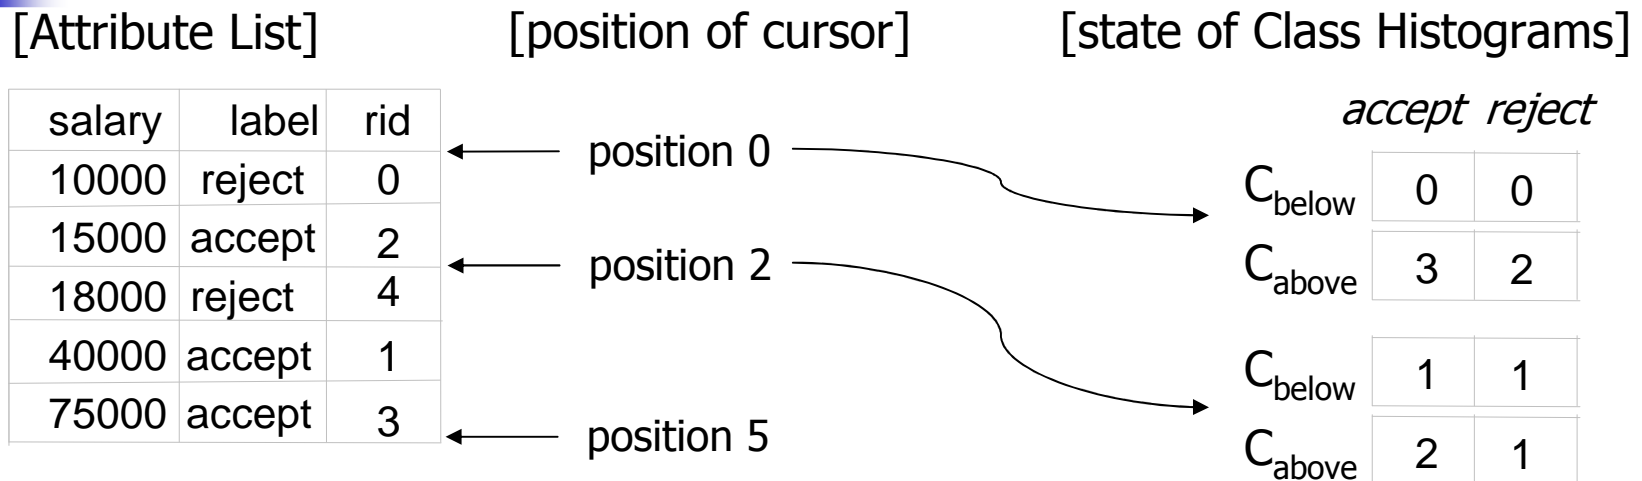 [Attribute List] [position of cursor] [state of Class Histograms]
accept reject
salary label rid
position 0
10000 reject 0
C_below 0 0
15000 accept 2
position 2
C_above 3 2
18000 reject 4
40000 accept 1
C_below 1 1
75000 accept 3
position 5
C_above 2 1